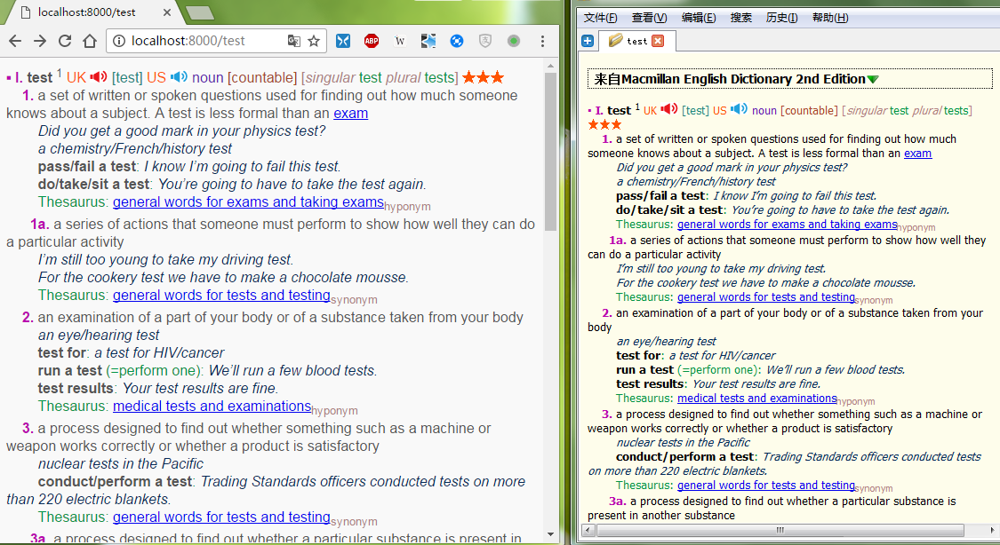 localhost:8000/test
localhost:8000/test
ABP
W
▪ I. test 1 UK [test] US noun [countable] [singular test plural tests] ★★★
1. a set of written or spoken questions used for finding out how much someone
knows about a subject. A test is less formal than an exam
Did you get a good mark in your physics test?
a chemistry/French/history test
pass/fail a test: I know I’m going to fail this test.
do/take/sit a test: You’re going to have to take the test again.
Thesaurus: general words for exams and taking examshyponym
1a. a series of actions that someone must perform to show how well they can do
a particular activity
I’m still too young to take my driving test.
For the cookery test we have to make a chocolate mousse.
Thesaurus: general words for tests and testingsynonym
2. an examination of a part of your body or of a substance taken from your body
an eye/hearing test
test for: a test for HIV/cancer
run a test (=perform one): We’ll run a few blood tests.
test results: Your test results are fine.
Thesaurus: medical tests and examinationshyponym
3. a process designed to find out whether something such as a machine or
weapon works correctly or whether a product is satisfactory
nuclear tests in the Pacific
conduct/perform a test: Trading Standards officers conducted tests on more
than 220 electric blankets.
Thesaurus: general words for tests and testingsynonym
3a. a process designed to find out whether a particular substance is present in
文件(F) 查看(V) 编辑(E) 搜索 历史(I) 帮助(H)
test
来自Macmillan English Dictionary 2nd Edition
▪ I. test 1 UK [test] US noun [countable] [singular test plural tests]
★★★
1. a set of written or spoken questions used for finding out how much
someone knows about a subject. A test is less formal than an exam
Did you get a good mark in your physics test?
a chemistry/French/history test
pass/fail a test: I know I’m going to fail this test.
do/take/sit a test: You’re going to have to take the test again.
Thesaurus: general words for exams and taking examshyponym
1a. a series of actions that someone must perform to show how well they
can do a particular activity
I’m still too young to take my driving test.
For the cookery test we have to make a chocolate mousse.
Thesaurus: general words for tests and testingsynonym
2. an examination of a part of your body or of a substance taken from your
body
an eye/hearing test
test for: a test for HIV/cancer
run a test (=perform one): We’ll run a few blood tests.
test results: Your test results are fine.
Thesaurus: medical tests and examinationshyponym
3. a process designed to find out whether something such as a machine or
weapon works correctly or whether a product is satisfactory
nuclear tests in the Pacific
conduct/perform a test: Trading Standards officers conducted tests
on more than 220 electric blankets.
Thesaurus: general words for tests and testingsynonym
3a. a process designed to find out whether a particular substance is
present in another substance